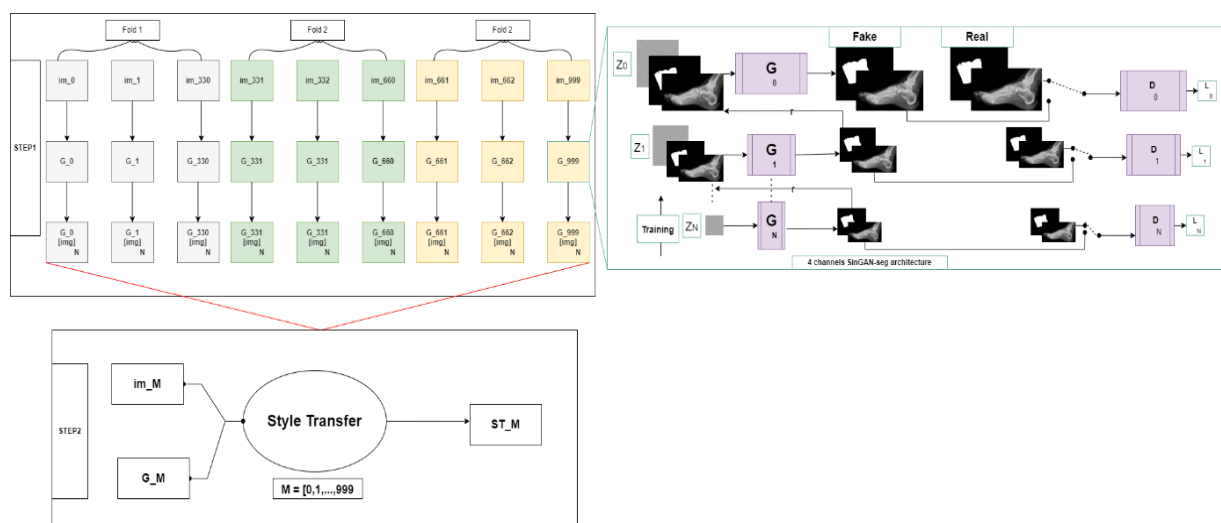 Fold 1
Fold 2
Fold 2
im_0
im_1
im_330
im_331
im_332
im_660
im_661
im_662
im_999
STEP1
G_0
G_1
G_330
G_331
G_331
G_660
G_661
G_662
G_999
G_0
[img]
N
G_1
[img]
N
G_330
[img]
N
G_331
[img]
N
G_331
[img]
N
G_660
[img]
N
G_661
[img]
N
G_662
[img]
N
G_999
[img]
N
Fake
Real
Z0
G
0
D
0
L
0
r
Z1
G
1
D
1
L
1
r
Training
ZN
G
N
D
N
L
N
4 channels SinGAN-seg architecture
STEP2
im_M
G_M
Style Transfer
ST_M
M = [0,1,...,999